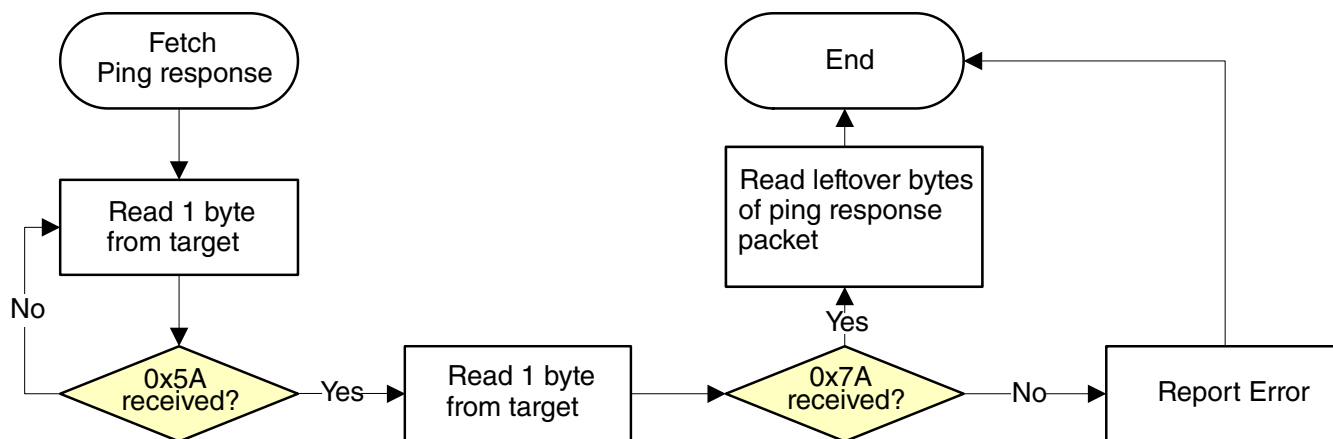 Fetch
Ping response
Read 1 byte
from target
No
0x5A
received?
Yes
Read 1 byte
from target
0x7A
received?
Yes
Read leftover bytes
of ping response
packet
End
No
Report Error